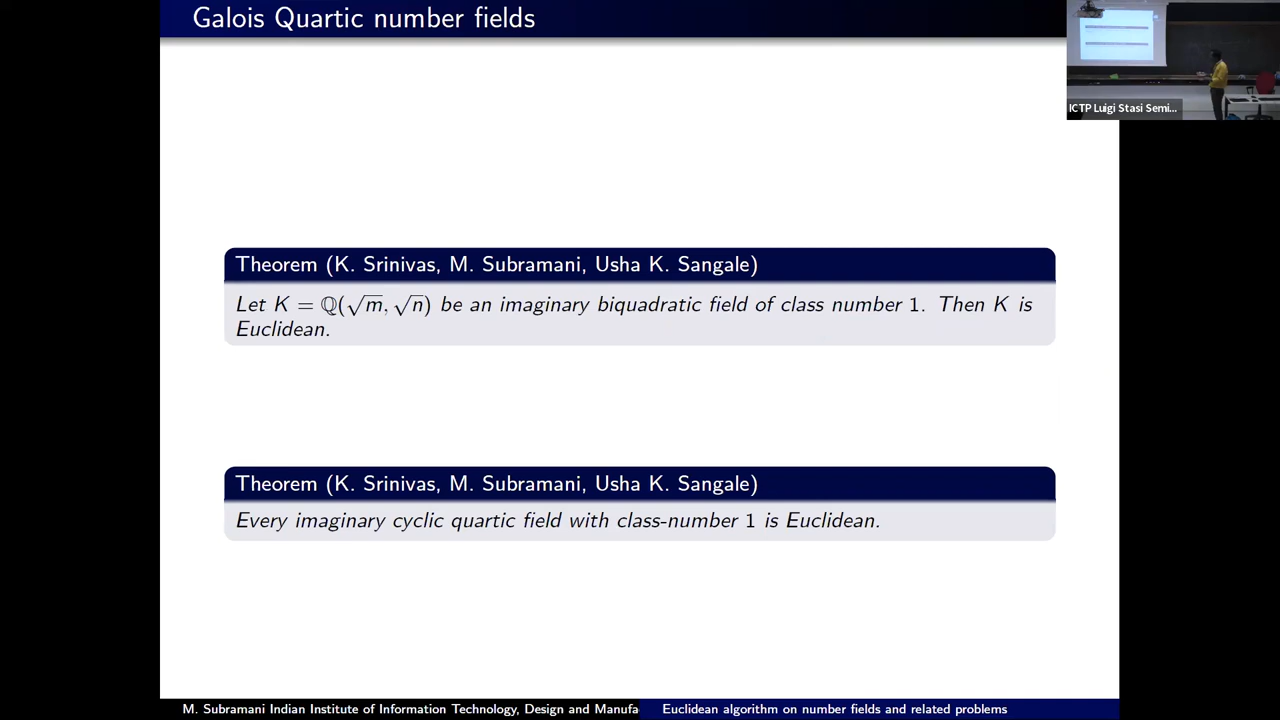 Galois Quartic number fields
ICTP Luigi Stasi Semi...
Theorem (K. Srinivas, M. Subramani, Usha K. Sangale)
Let K = ℚ(√m, √n) be an imaginary biquadratic field of class number 1. Then K is
Euclidean.
Theorem (K. Srinivas, M. Subramani, Usha K. Sangale)
Every imaginary cyclic quartic field with class-number 1 is Euclidean.
M. Subramani Indian Institute of Information Technology, Design and Manufa
Euclidean algorithm on number fields and related problems